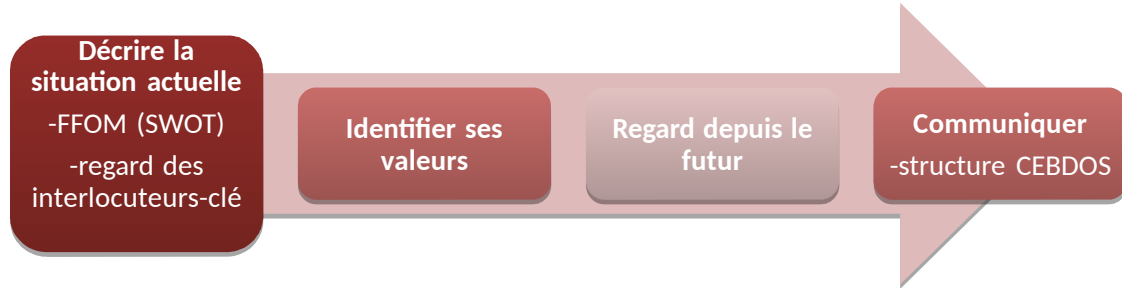 Décrire la
situation actuelle
-FFOM (SWOT)
-regard des
interlocuteurs-clé
Identifier ses
valeurs
Regard depuis le
futur
Communiquer
-structure CEBDOS